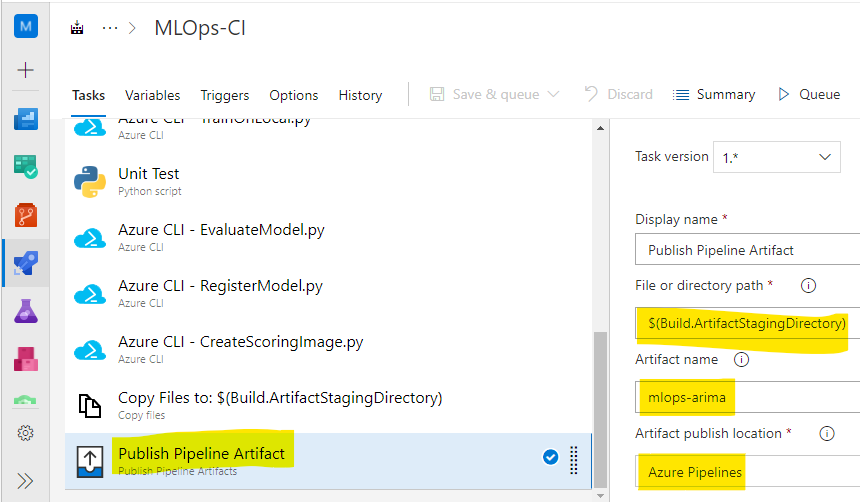 M
··· > MLOps-CI
Tasks Variables Triggers Options History Save & queue Discard Summary Queue
Azure CLI - TrainOnLocal.py
Azure CLI
Unit Test
Python script
Azure CLI - EvaluateModel.py
Azure CLI
Azure CLI - RegisterModel.py
Azure CLI
Azure CLI - CreateScoringImage.py
Azure CLI
Copy Files to: $(Build.ArtifactStagingDirectory)
Copy files
Publish Pipeline Artifact
Publish Pipeline Artifacts
Task version 1.*
Display name *
Publish Pipeline Artifact
File or directory path *
$(Build.ArtifactStagingDirectory)
Artifact name
mlops-arima
Artifact publish location *
Azure Pipelines